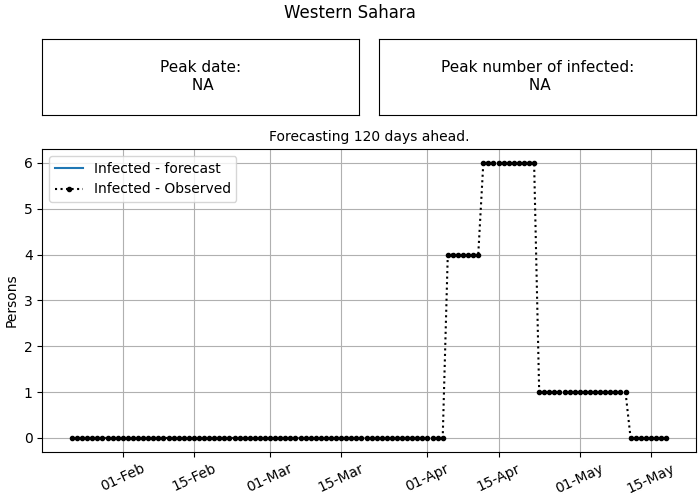 Western Sahara
Peak date:
NA
Peak number of infected:
NA
Forecasting 120 days ahead.
Infected - forecast
Infected - Observed
Persons
6
5
4
3
2
1
0
01-Feb
15-Feb
01-Mar
15-Mar
01-Apr
15-Apr
01-May
15-May